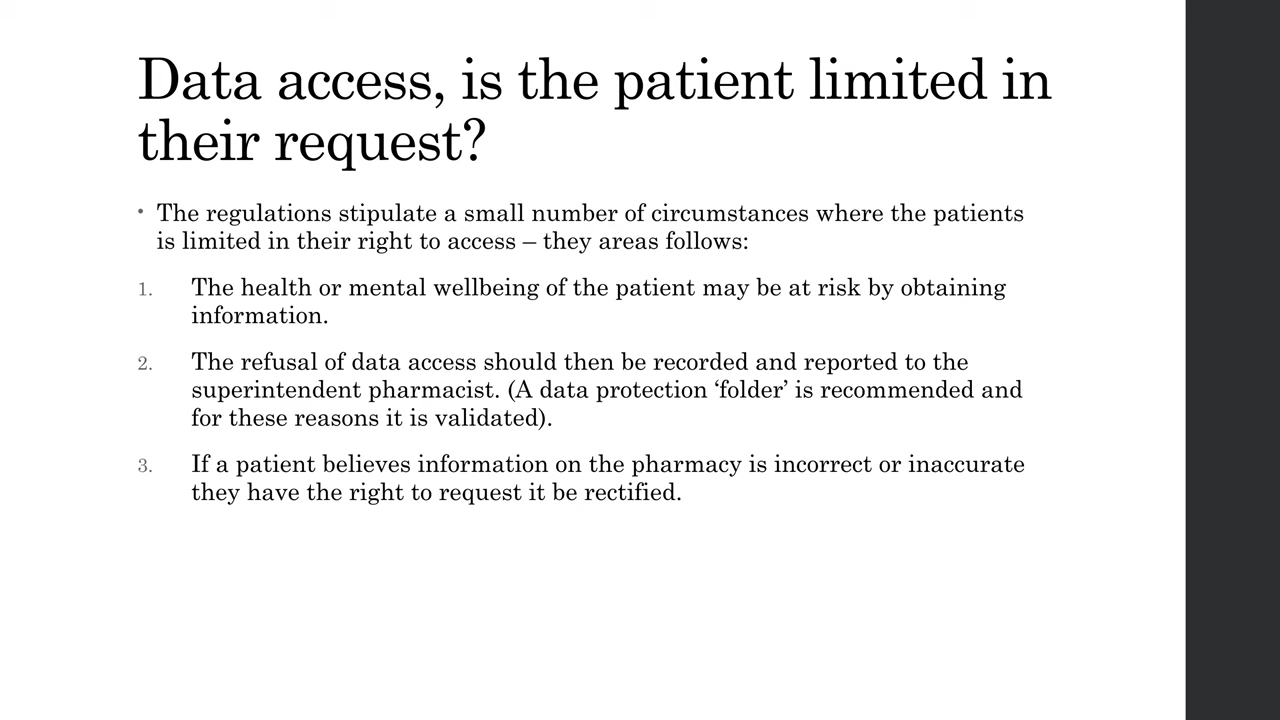 Data access, is the patient limited in
their request?
• The regulations stipulate a small number of circumstances where the patients
is limited in their right to access – they areas follows:
1. The health or mental wellbeing of the patient may be at risk by obtaining
information.
2. The refusal of data access should then be recorded and reported to the
superintendent pharmacist. (A data protection ‘folder’ is recommended and
for these reasons it is validated).
3. If a patient believes information on the pharmacy is incorrect or inaccurate
they have the right to request it be rectified.